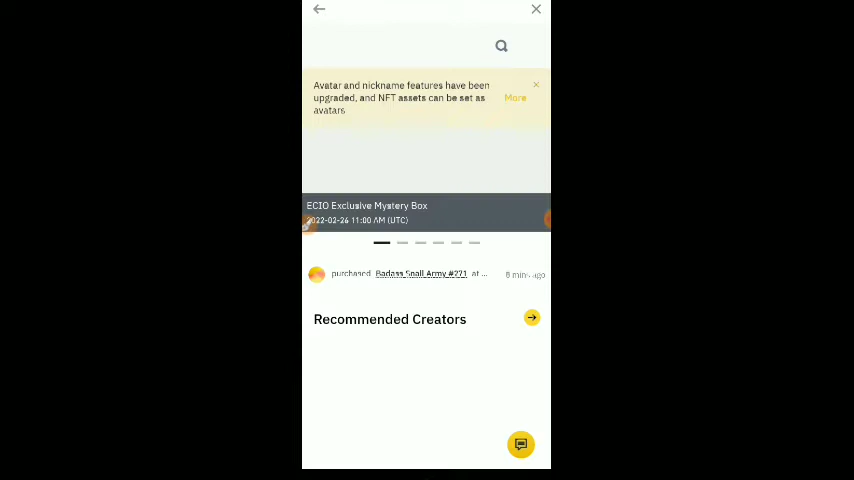 Avatar and nickname features have been
upgraded, and NFT assets can be set as
avatars
More
ECIO Exclusive Mystery Box
2022-02-26 11:00 AM (UTC)
purchased Badass Snall Army #271 at ... 8 mins ago
Recommended Creators